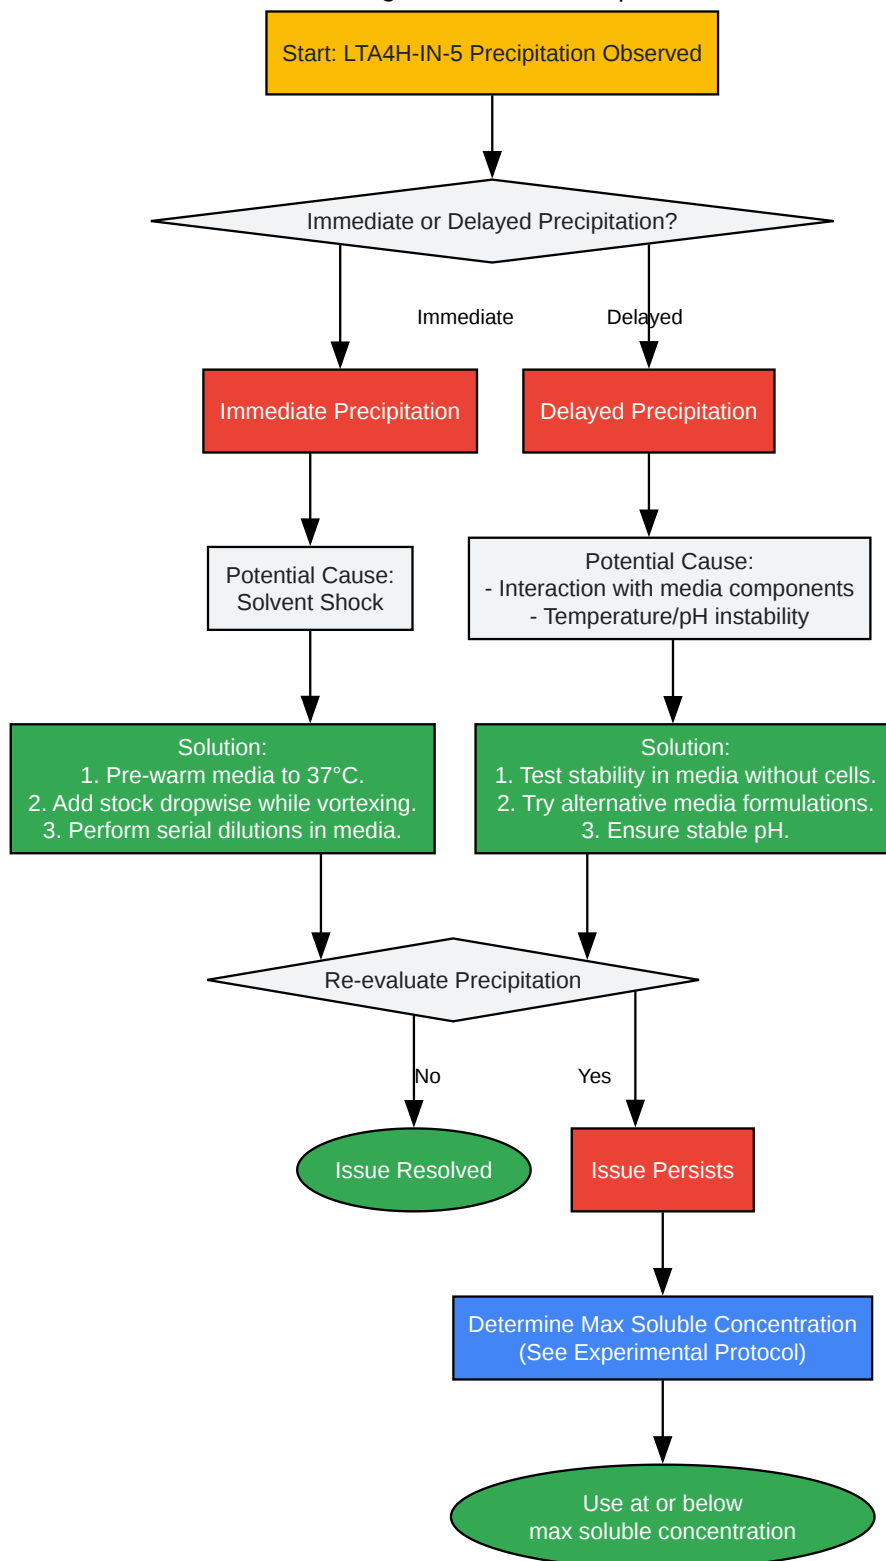 Start: LTA4H-IN-5 Precipitation Observed
Immediate or Delayed Precipitation?
Immediate
Delayed
Immediate Precipitation
Delayed Precipitation
Potential Cause:
Solvent Shock
Potential Cause:
- Interaction with media components
- Temperature/pH instability
Solution:
1. Pre-warm media to 37°C.
2. Add stock dropwise while vortexing.
3. Perform serial dilutions in media.
Solution:
1. Test stability in media without cells.
2. Try alternative media formulations.
3. Ensure stable pH.
Re-evaluate Precipitation
No
Yes
Issue Resolved
Issue Persists
Determine Max Soluble Concentration
(See Experimental Protocol)
Use at or below
max soluble concentration